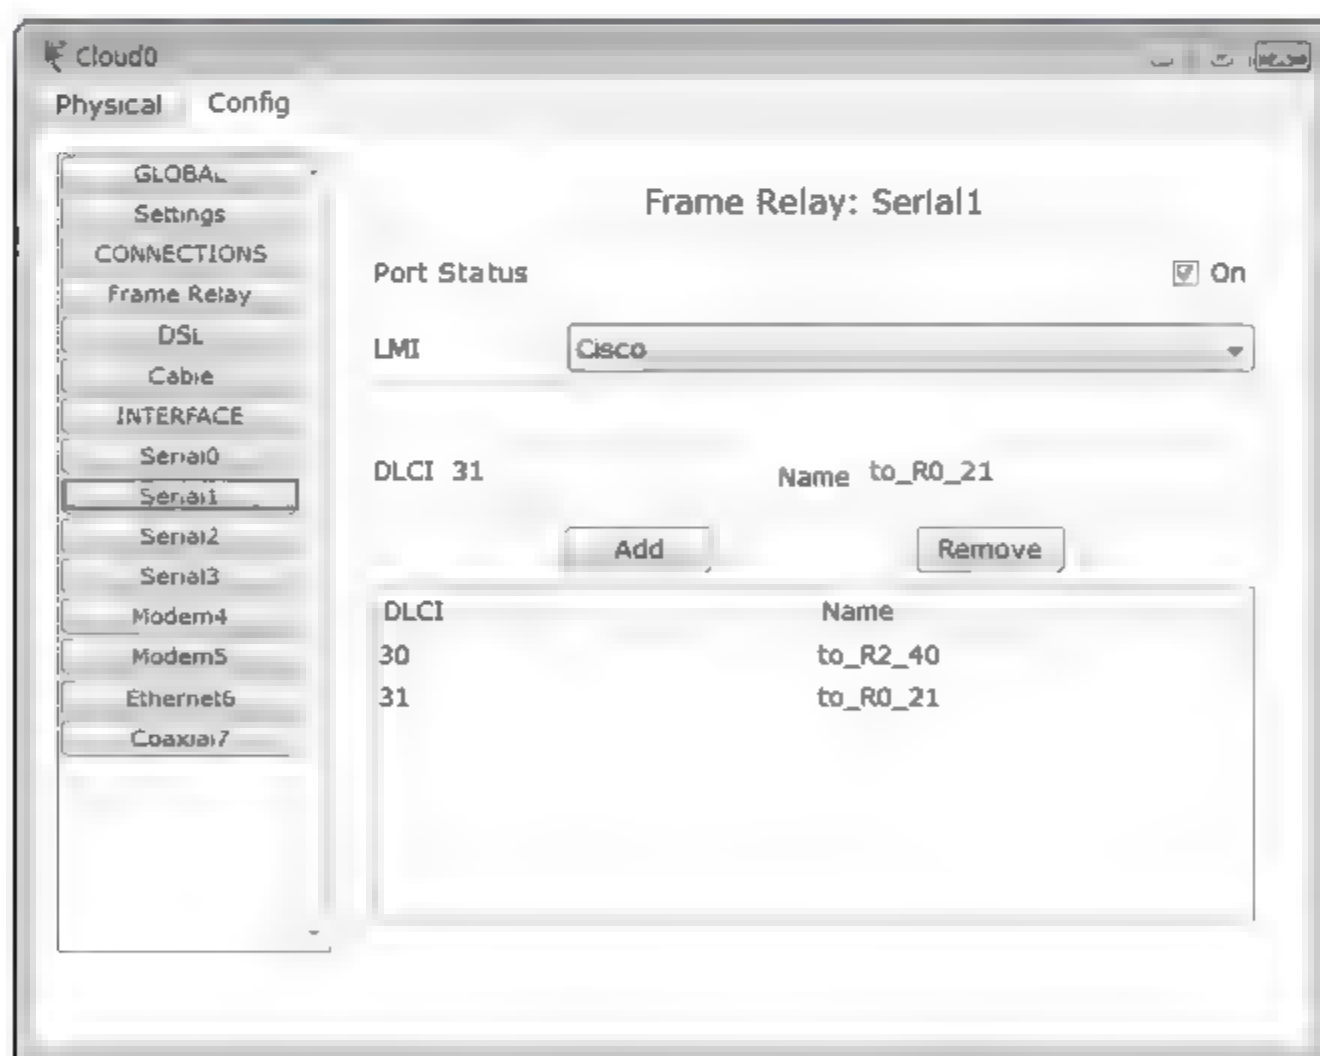 Cloud0
Physical Config
GLOBAL
Settings
CONNECTIONS
Frame Relay
DSL
Cable
INTERFACE
Serial0
Serial1
Serial2
Serial3
Modem4
Modem5
Ethernet6
Coaxial7
Frame Relay: Serial1
Port Status On
LMI Cisco
DLCI 31 Name to_R0_21
Add Remove
DLCI Name
30 to_R2_40
31 to_R0_21